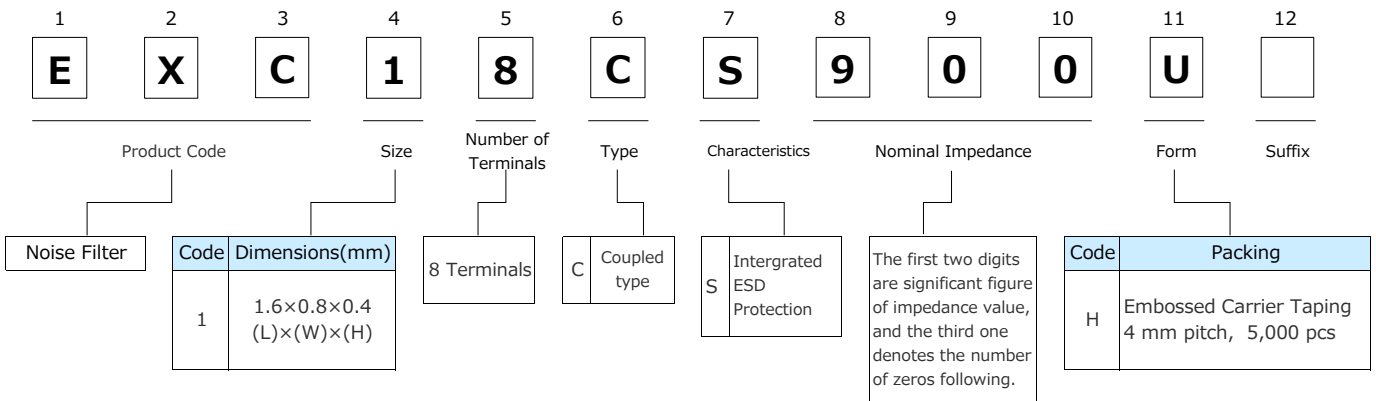 1 2 3 4 5 6 7 8 9 10 11 12
E X C 1 8 C S 9 0 0 U
Product Code
Size
Number of
Terminals
Type
Characteristics
Nominal Impedance
Form
Suffix
Noise Filter
Code Dimensions(mm)
1 1.6×0.8×0.4
(L)×(W)×(H)
8 Terminals
C Coupled
type
S Intergrated
ESD
Protection
The first two digits
are significant figure
of impedance value,
and the third one
denotes the number
of zeros following.
Code Packing
H Embossed Carrier Taping
4 mm pitch, 5,000 pcs